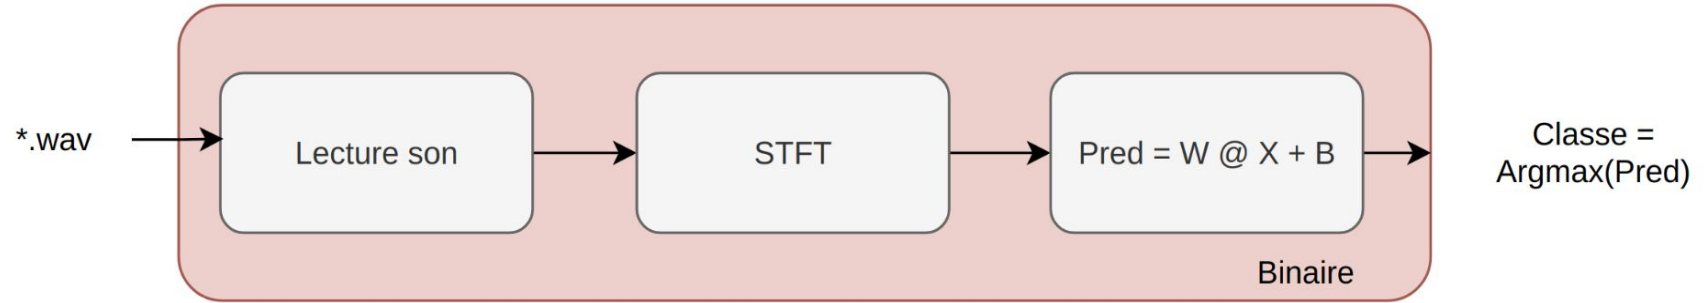 *.wav
Lecture son
STFT
Pred = W @ X + B
Classe =
Argmax(Pred)
Binaire